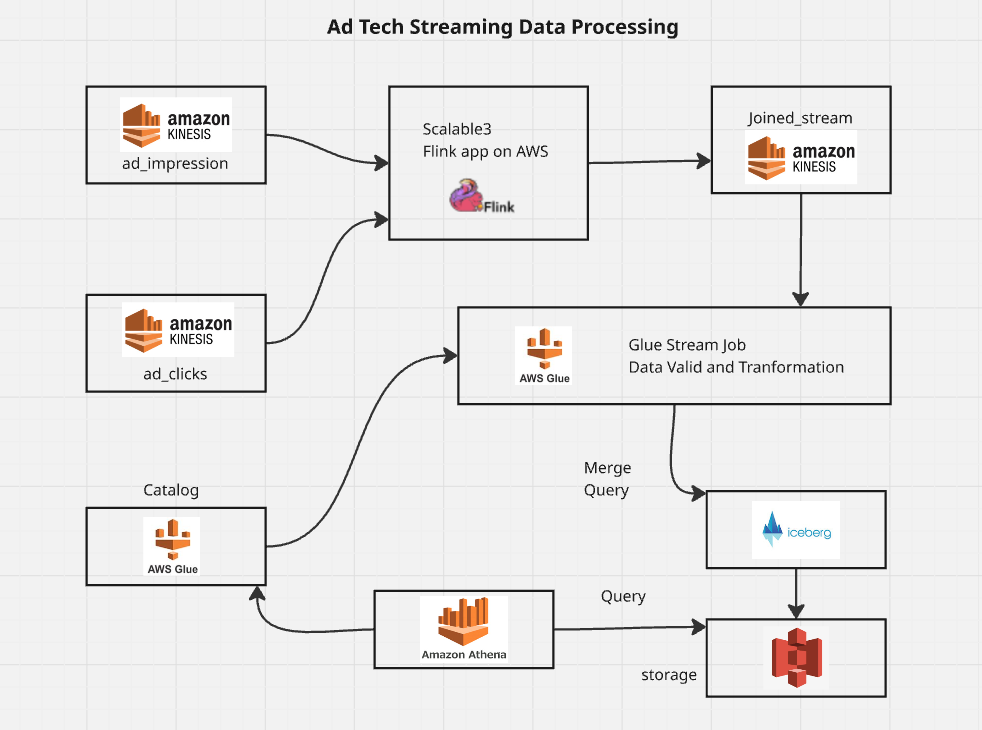 Ad Tech Streaming Data Processing
amazon
KINESIS
ad_impression
Scalable3
Flink app on AWS
Flink
Joined_stream
amazon
KINESIS
amazon
KINESIS
ad_clicks
AWS Glue
Glue Stream Job
Data Valid and Tranformation
Merge
Query
Catalog
AWS Glue
iceberg
Amazon Athena
Query
storage